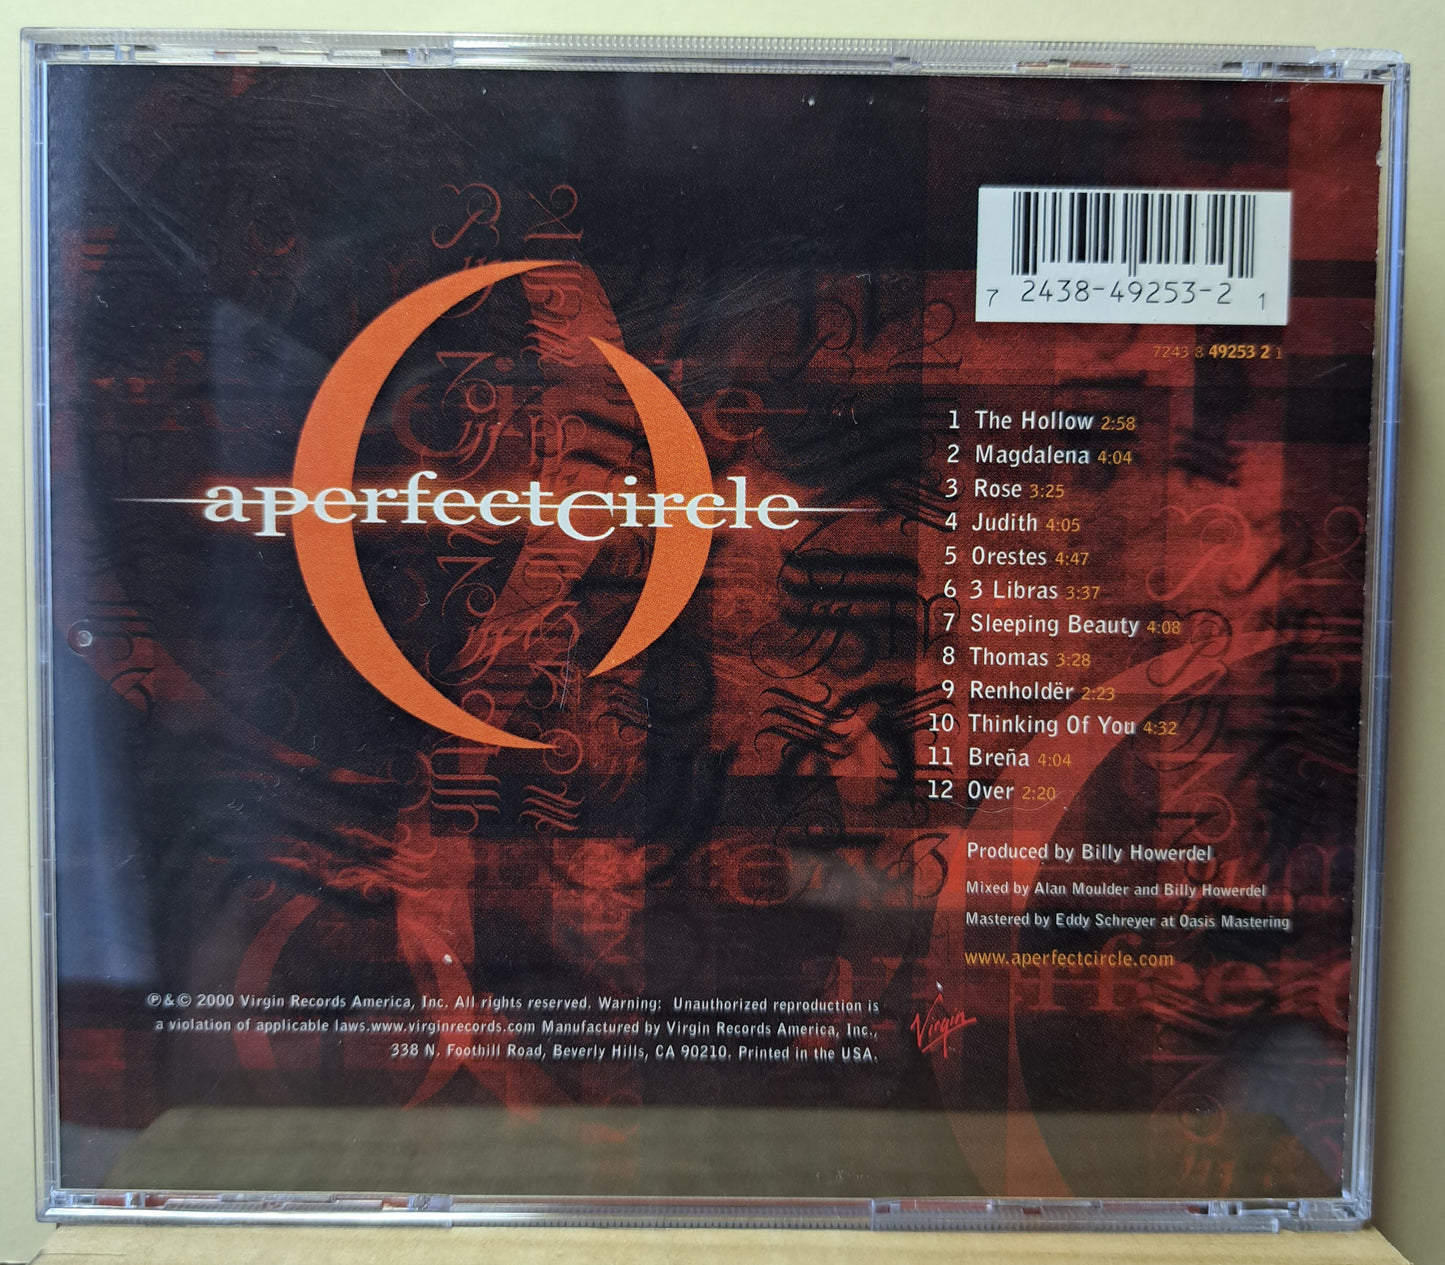 aperfectcircle
7 2438-49253-2 1
7243 8 49253 2 1
1 The Hollow 2:58
2 Magdalena 4:04
3 Rose 3:25
4 Judith 4:05
5 Orestes 4:47
6 3 Libras 3:37
7 Sleeping Beauty 4:08
8 Thomas 3:28
9 Renholdër 2:23
10 Thinking Of You 4:32
11 Breña 4:04
12 Over 2:20
Produced by Billy Howerdel
Mixed by Alan Moulder and Billy Howerdel
Mastered by Eddy Schreyer at Oasis Mastering
www.aperfectcircle.com
℗&© 2000 Virgin Records America, Inc. All rights reserved. Warning: Unauthorized reproduction is
a violation of applicable laws.www.virginrecords.com Manufactured by Virgin Records America, Inc.,
338 N. Foothill Road, Beverly Hills, CA 90210. Printed in the USA.
Virgin